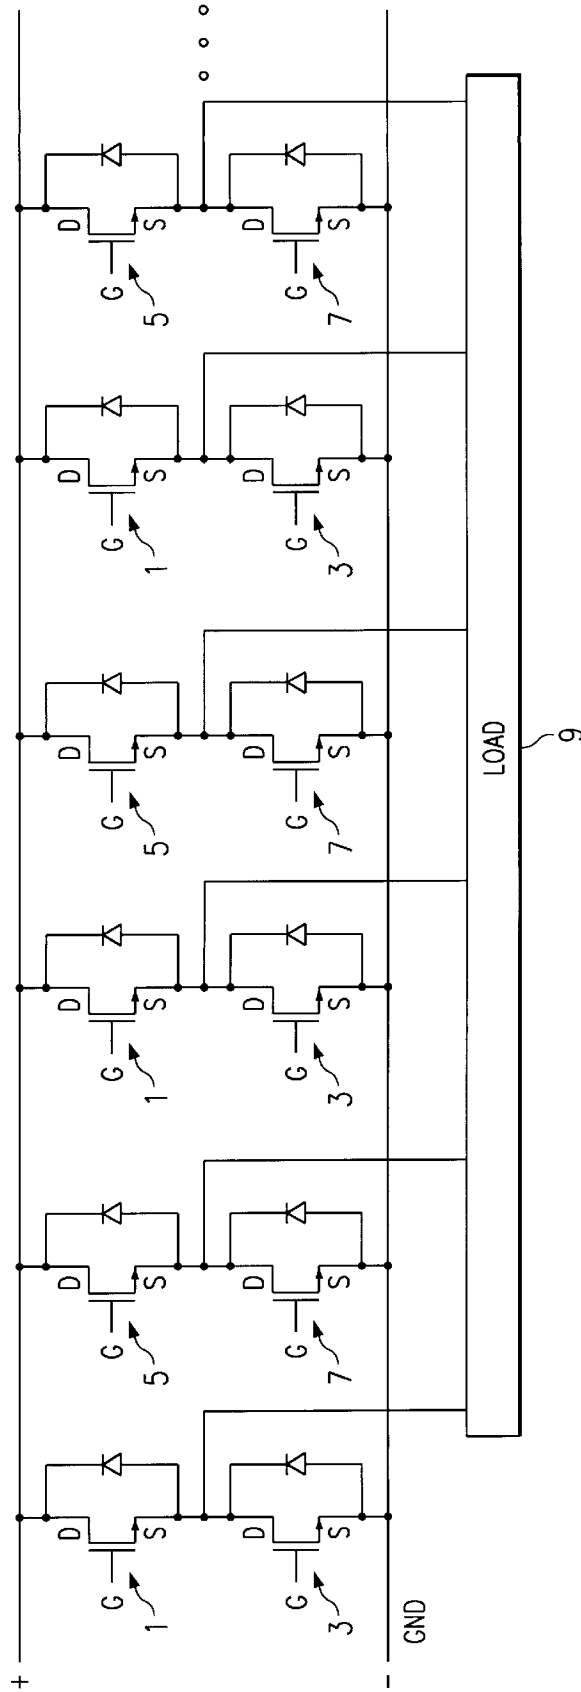 +
D D D D D D
G G G G G G
S S S S S S
1 5 1 5 1 5
D D D D D D
G G G G G G
S S S S S S
3 7 3 7 3 7
-
GND
LOAD
9